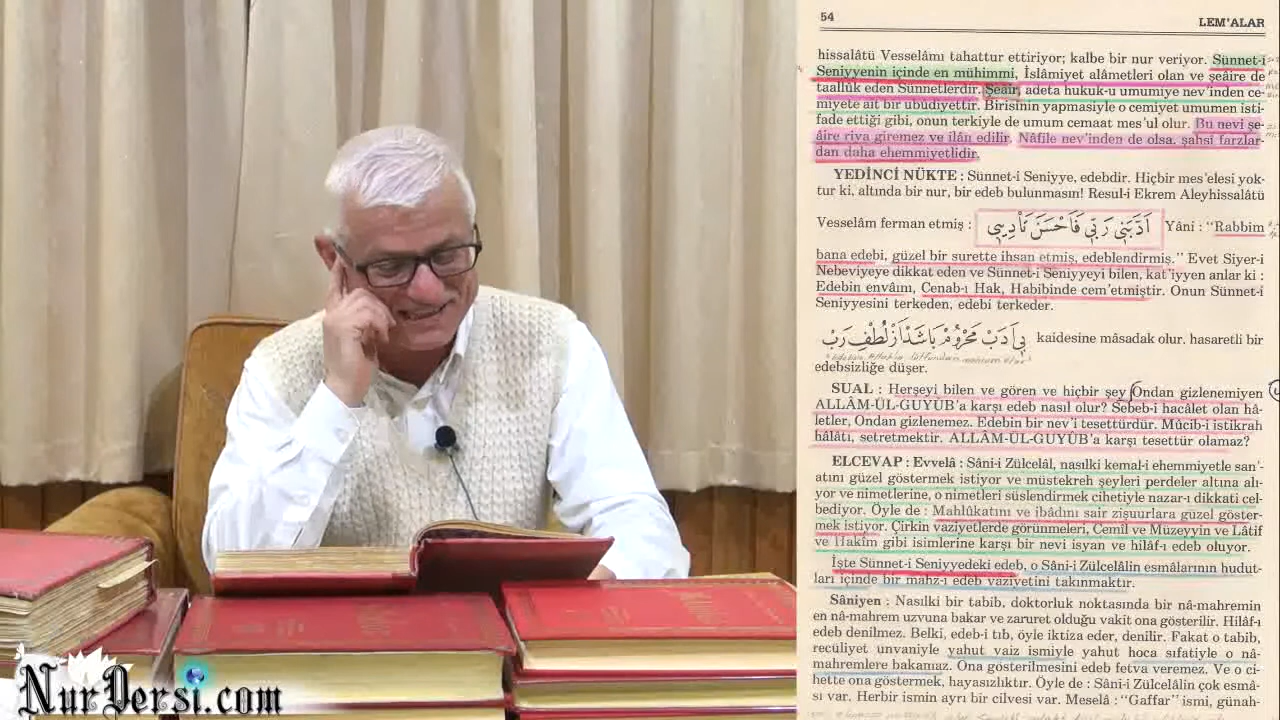 54
LEM'ALAR
hissalâtü Vesselâmı tahattur ettiriyor; kalbe bir nur veriyor. Sünnet-i
Seniyyenin içinde en mühimmi, İslâmiyet alâmetleri olan ve şeâire de
taallûk eden Sünnetlerdir. Şeair, adeta hukuk-u umumiye nev'inden ce-
miyete ait bir ubudiyettir. Birisinin yapmasiyle o cemiyet umumen isti-
fade ettiği gibi, onun terkiyle de umum cemaat mes'ul olur. Bu nevi şe-
âire riya giremez ve ilân edilir. Nâfile nev'inden de olsa, şahsî farzlar-
dan daha ehemmiyetlidir.
YEDİNCİ NÜKTE : Sünnet-i Seniyye, edebdir. Hiçbir mes'elesi yok-
tur ki, altında bir nur, bir edeb bulunmasın! Resul-i Ekrem Aleyhissalâtü
Vesselâm ferman etmiş : اَدَّبَنِى رَبِّى فَاَحْسَنَ تَاْدِيبِى Yâni : "Rabbim
bana edebi, güzel bir surette ihsan etmiş, edeblendirmiş." Evet Siyer-i
Nebeviyeye dikkat eden ve Sünnet-i Seniyyeyi bilen, kat'iyyen anlar ki :
Edebin envâını, Cenab-ı Hak, Habibinde cem'etmiştir. Onun Sünnet-i
Seniyyesini terkeden, edebi terkeder.
بِى اَدَبْ مَحْرُومْ بَاشَدْ اَزْ لُطْفِ رَبْ kaidesine mâsadak olur. hasaretli bir
edebsizliğe düşer.
SUAL : Herşeyi bilen ve gören ve hiçbir şey Ondan gizlenemiyen
ALLÂM-ÜL-GUYÛB'a karşı edeb nasıl olur? Sebeb-i hacâlet olan hâ-
letler, Ondan gizlenemez. Edebin bir nev'i tesettürdür. Mûcib-i istikrah
hâlâtı, setretmektir. ALLÂM-ÜL-GUYÛB'a karşı tesettür olamaz?
ELCEVAP : Evvelâ : Sâni-i Zülcelâl, nasılki kemal-i ehemmiyetle san'-
atını güzel göstermek istiyor ve müstekreh şeyleri perdeler altına alı-
yor ve nimetlerine, o nimetleri süslendirmek cihetiyle nazar-ı dikkati cel-
bediyor. Öyle de : Mahlûkatını ve ibâdını sair zişuurlara güzel göster-
mek istiyor. Çirkin vaziyetlerde görünmeleri, Cemîl ve Müzeyyin ve Lâtif
ve Hakîm gibi isimlerine karşı bir nevi isyan ve hilâf-ı edeb oluyor.
İşte Sünnet-i Seniyyedeki edeb, o Sâni-i Zülcelâlin esmâlarının hudut-
ları içinde bir mahz-ı edeb vaziyetini takınmaktır.
Sâniyen : Nasılki bir tabib, doktorluk noktasında bir nâ-mahremin
en nâ-mahrem uzvuna bakar ve zaruret olduğu vakit ona gösterilir. Hilâf-ı
edeb denilmez. Belki, edeb-i tıb, öyle iktiza eder, denilir. Fakat o tabib,
recüliyet unvaniyle yahut vaiz ismiyle yahut hoca sıfatiyle o nâ-
mahremlere bakamaz. Ona gösterilmesini edeb fetva veremez. Ve o ci-
hette ona göstermek, hayasızlıktır. Öyle de : Sâni-i Zülcelâlin çok esmâ-
sı var. Herbir ismin ayrı bir cilvesi var. Meselâ : "Gaffar" ismi, günah-
NurDersi.com